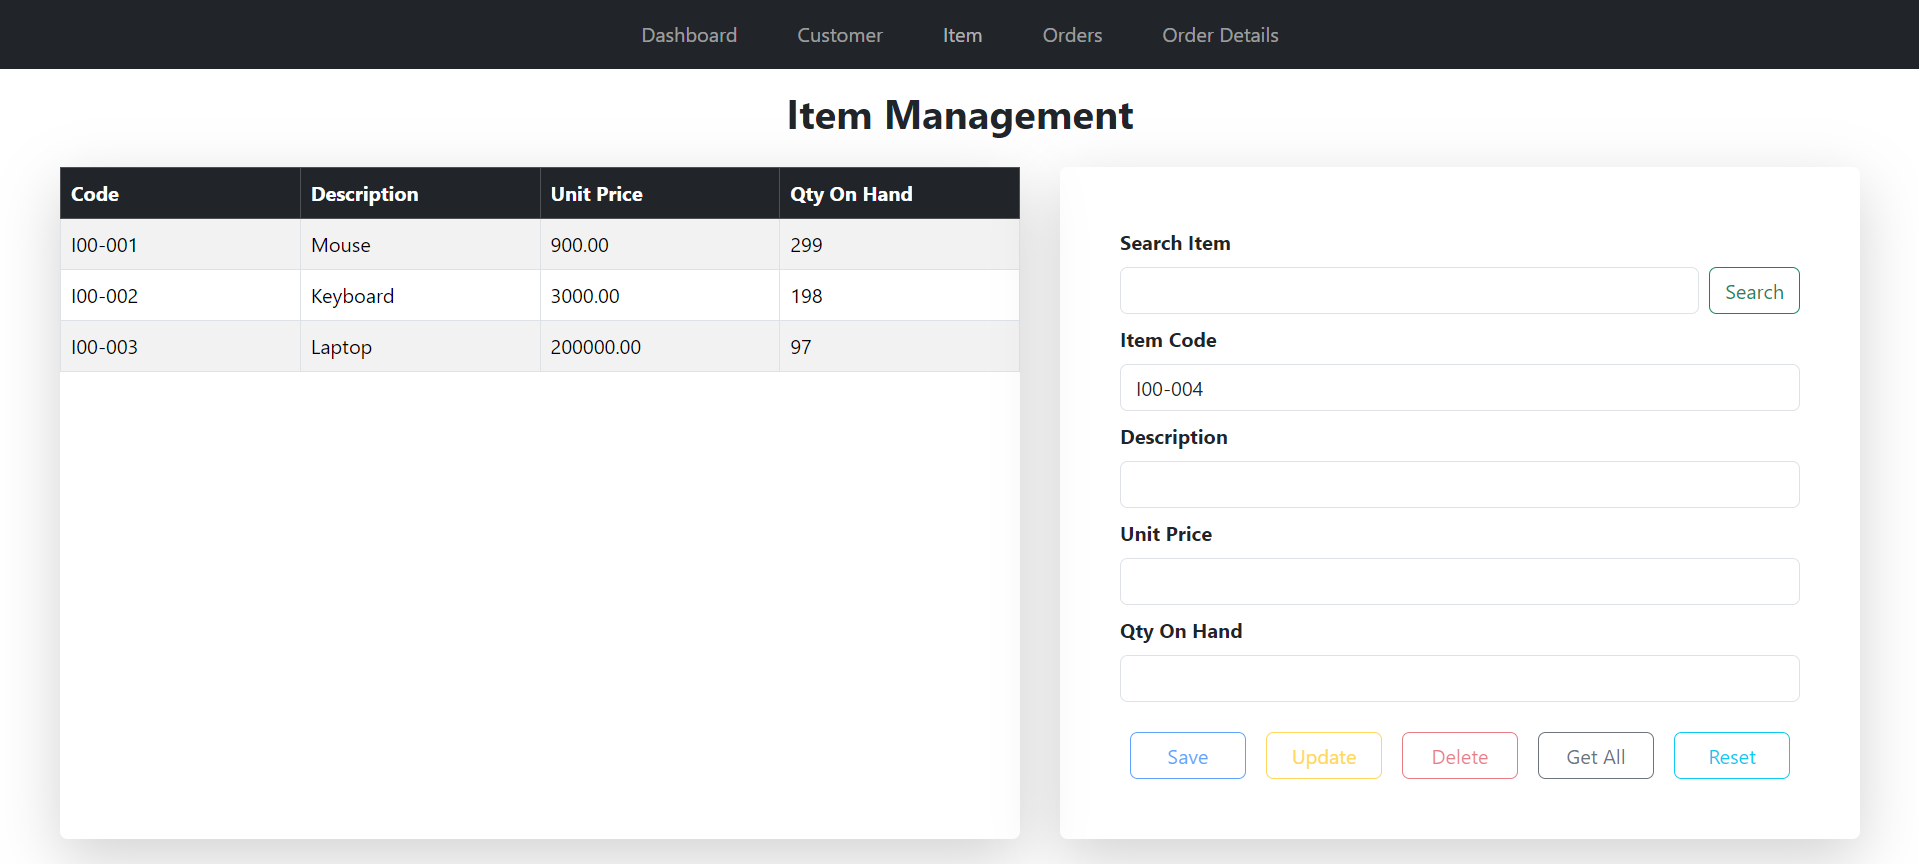 Dashboard Customer Item Orders Order Details
Item Management
Code Description Unit Price Qty On Hand
I00-001 Mouse 900.00 299
I00-002 Keyboard 3000.00 198
I00-003 Laptop 200000.00 97
Search Item
Search
Item Code
I00-004
Description
Unit Price
Qty On Hand
Save Update Delete Get All Reset